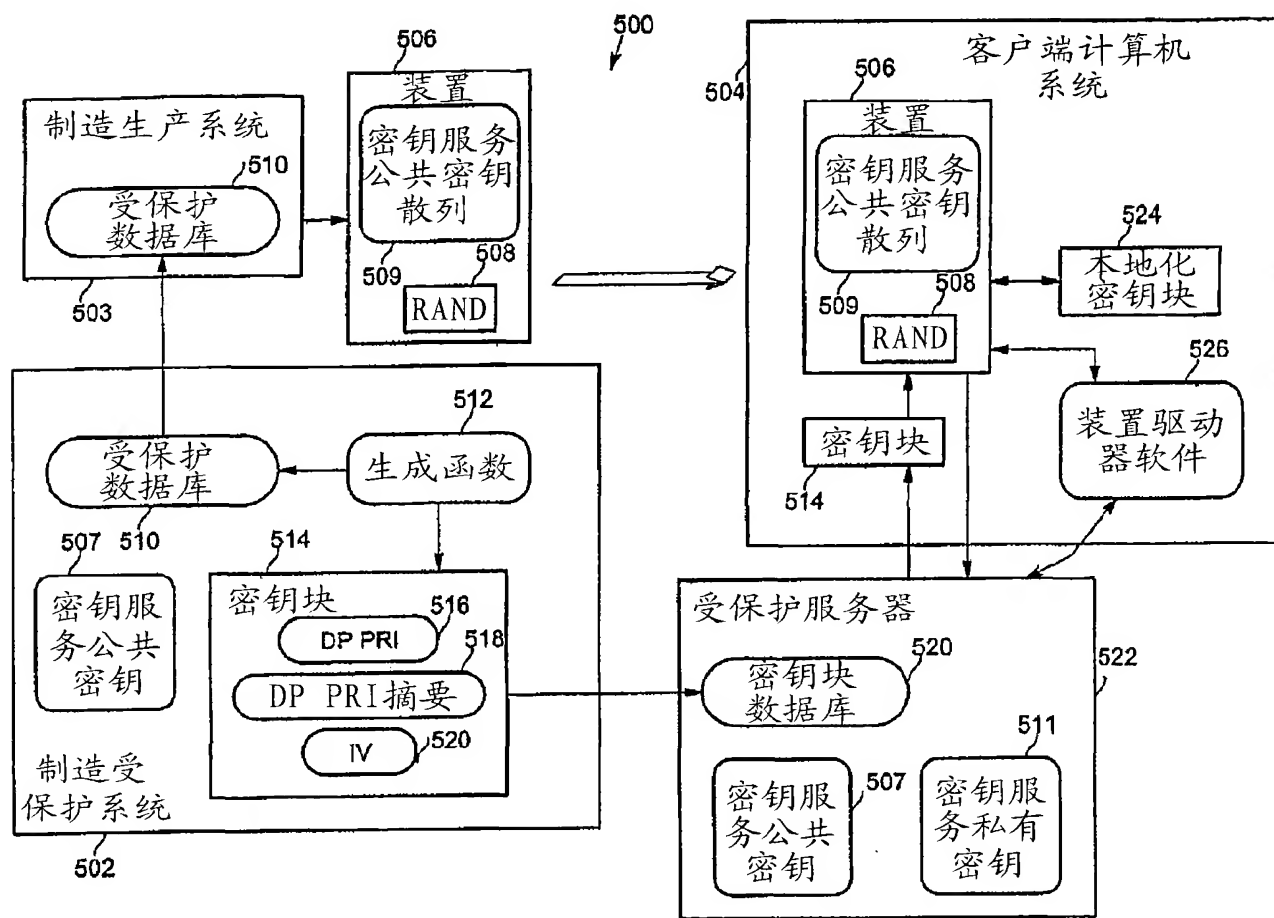 500
506
装置
密钥服务
公共密钥
散列
509
508
RAND
制造生产系统
510
受保护
数据库
503
客户端计算机
系统
504
506
装置
密钥服务
公共密钥
散列
509
508
RAND
524
本地化
密钥块
526
装置驱动
器软件
密钥块
514
512
生成函数
受保护
数据库
510
507
密钥服
务公共
密钥
514
密钥块
516
DP PRI
518
DP PRI摘要
IV
520
制造受
保护系统
502
受保护服务器
520
密钥块
数据库
522
507
密钥服
务公共
密钥
511
密钥服
务私有
密钥